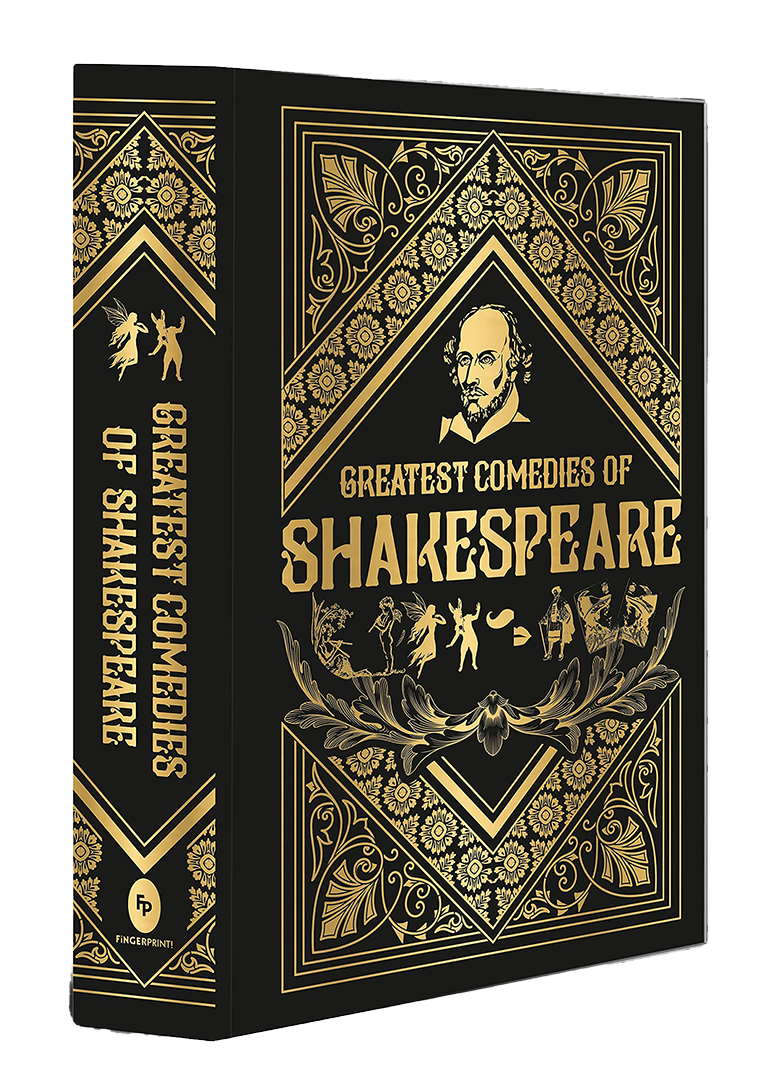 GREATEST COMEDIES
OF SHAKESPEARE
FP
FiNGERPRINT!
GREATEST COMEDIES OF
SHAKESPEARE